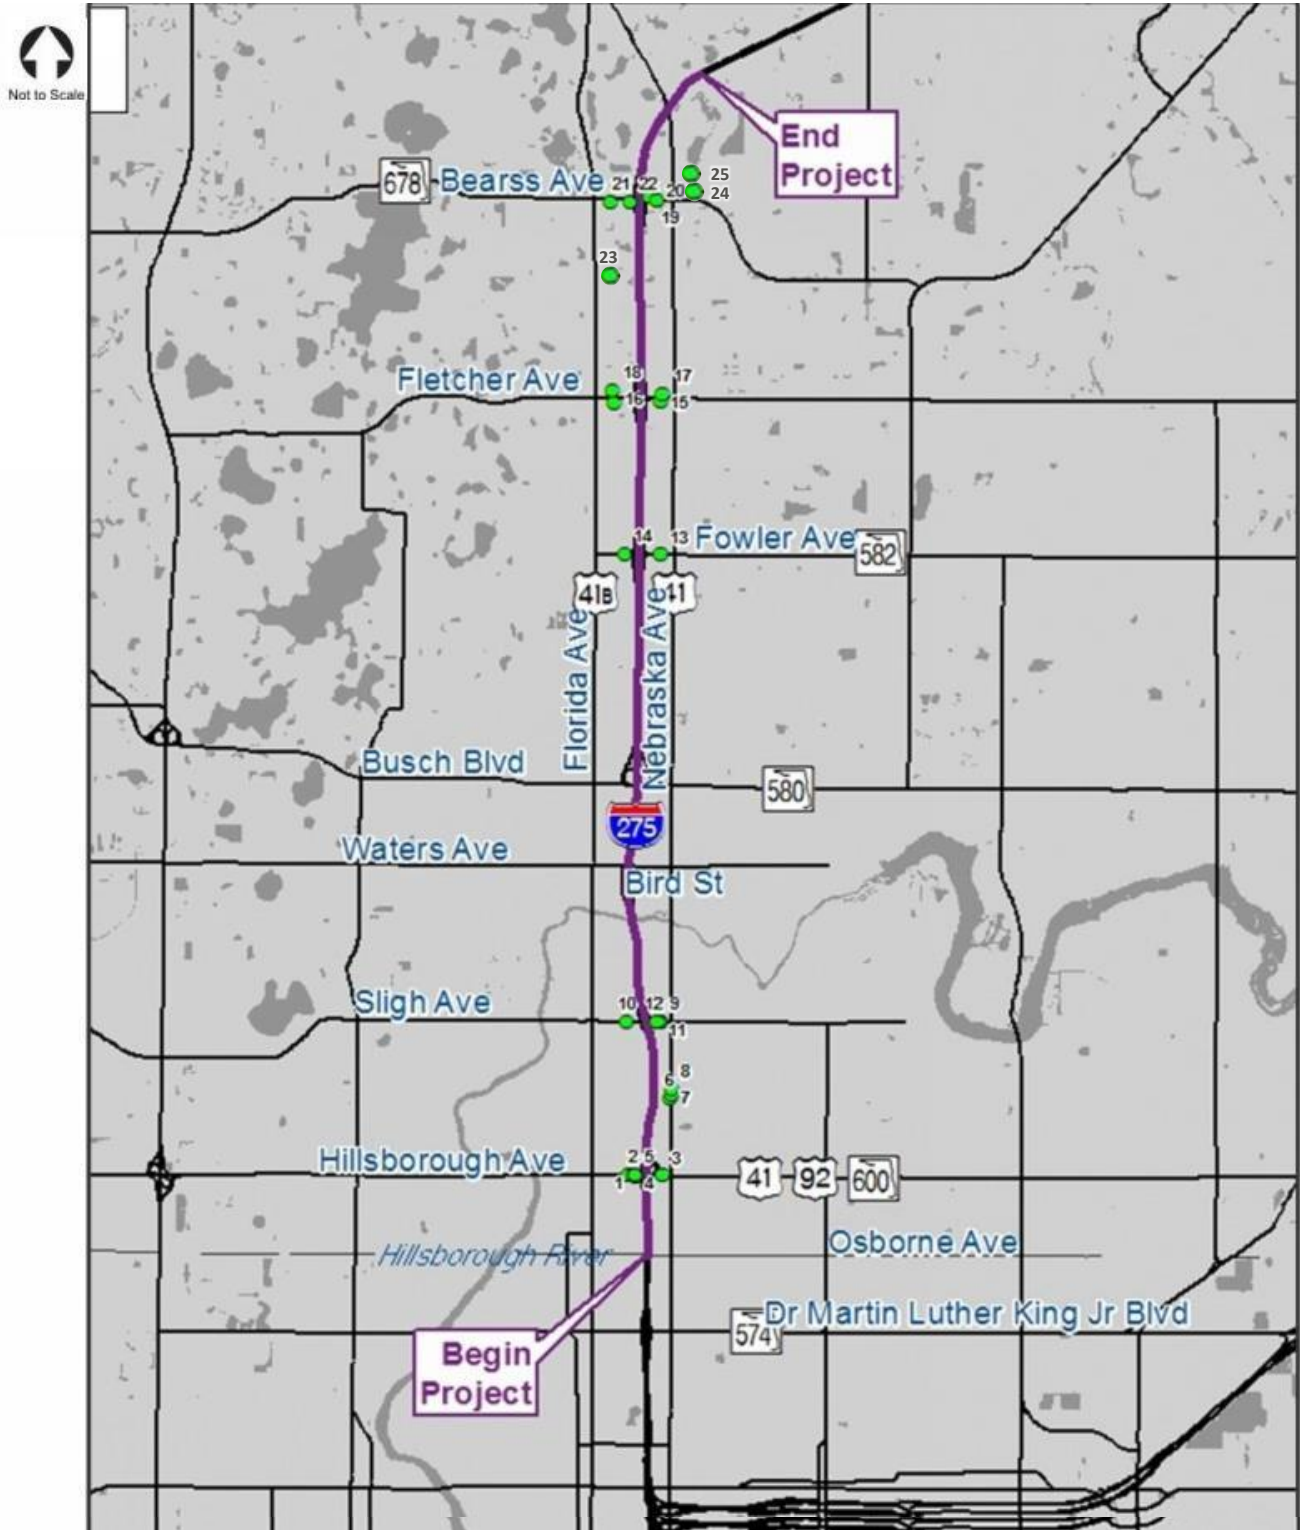 Not to Scale
End
Project
678
Bearss Ave
21
22
20
25
24
19
23
Fletcher Ave
18
17
16
15
14
13
Fowler Ave
582
41B
41
Florida Ave
Nebraska Ave
Busch Blvd
580
275
Waters Ave
Bird St
Sligh Ave
10
12
9
11
8
6
7
Hillsborough Ave
2
5
3
1
4
41
92
600
Hillsborough River
Osborne Ave
Dr Martin Luther King Jr Blvd
574
Begin
Project